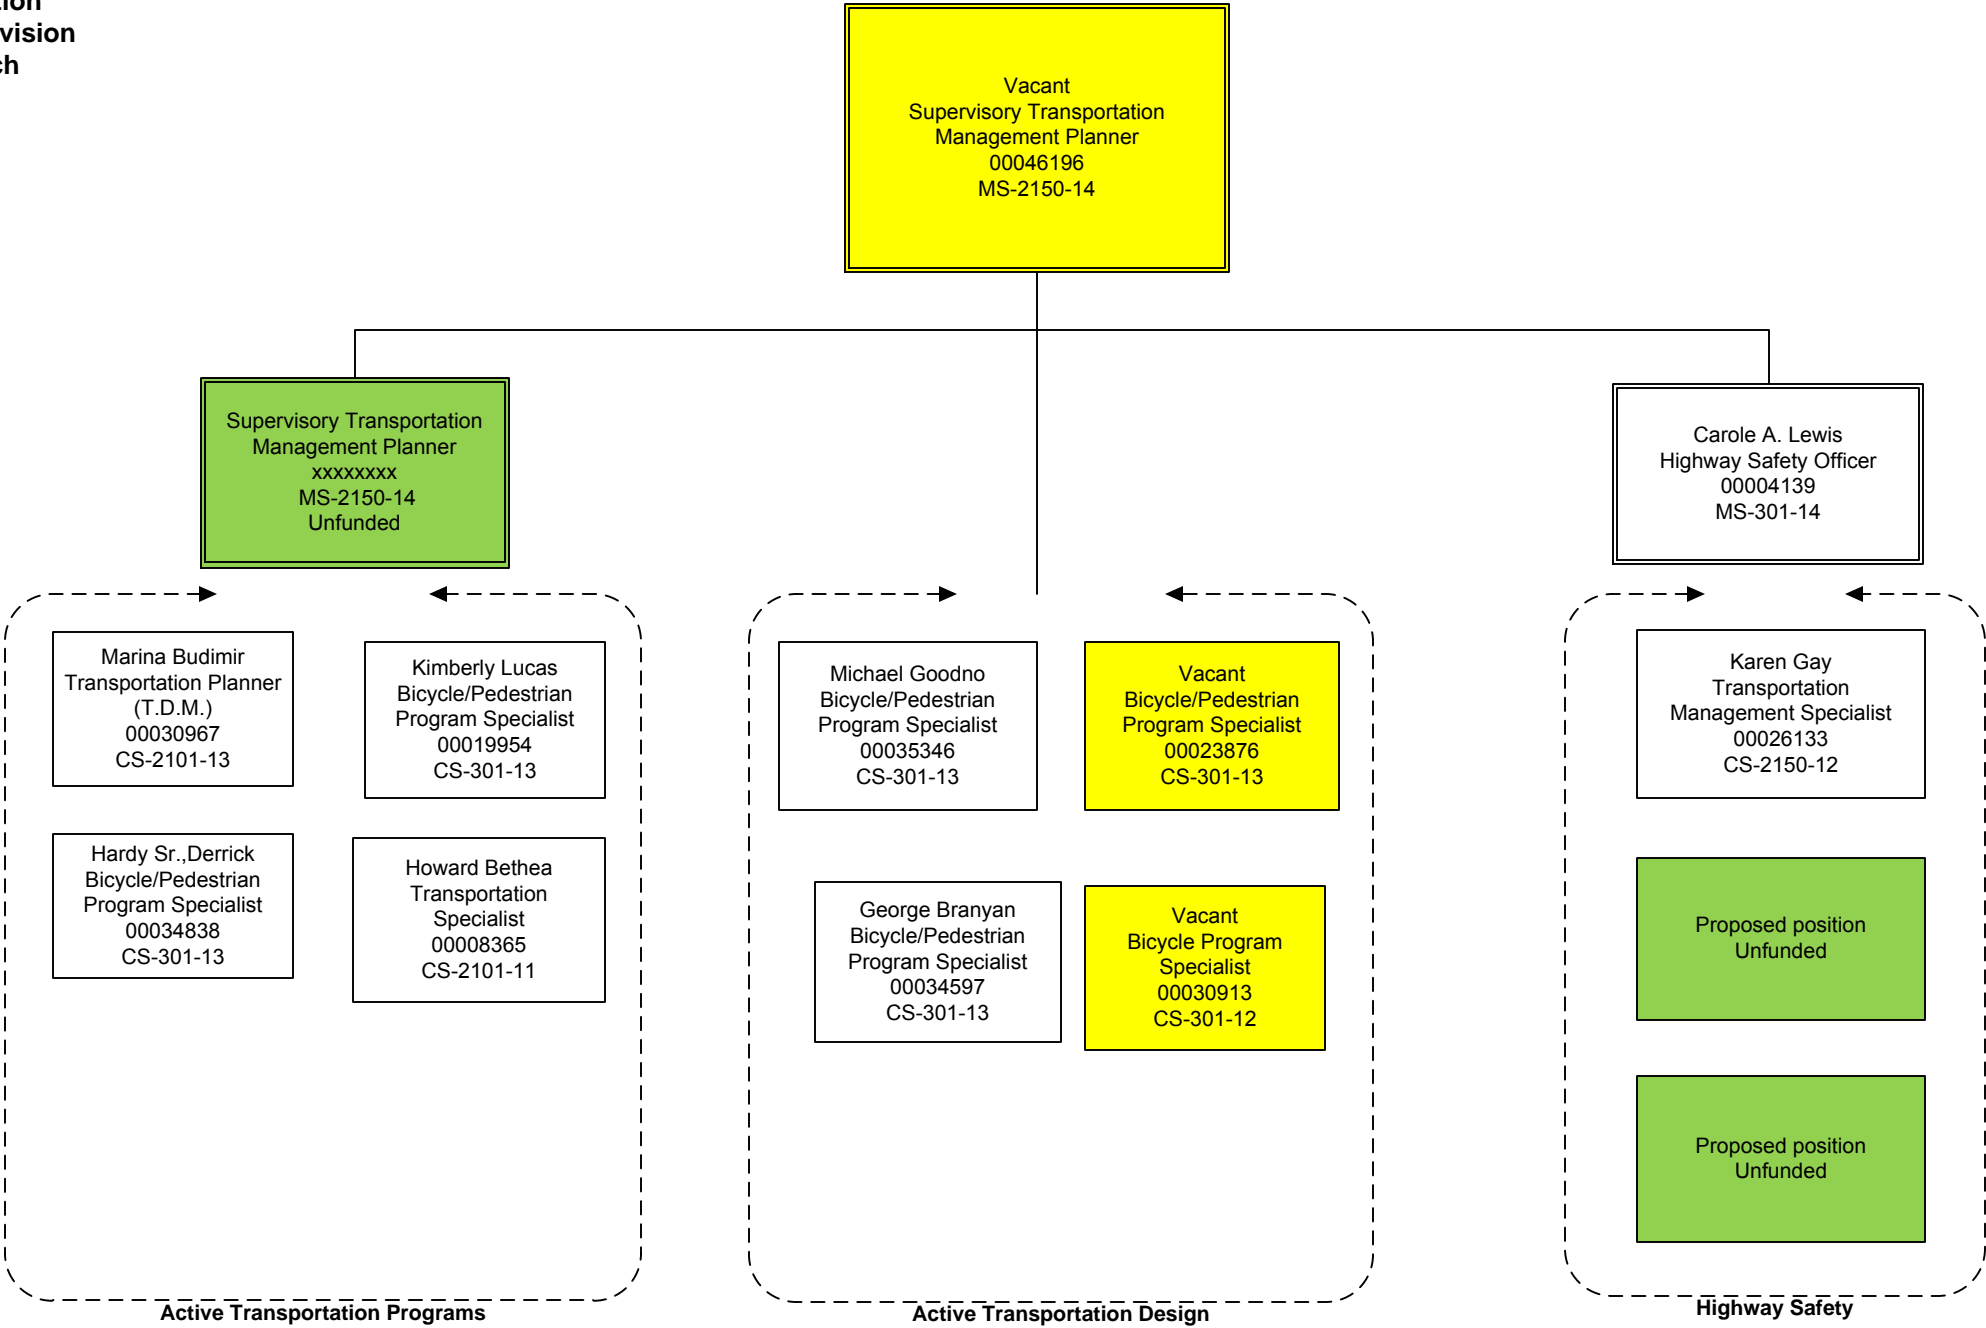 Vacant
Supervisory Transportation
Management Planner
00046196
MS-2150-14
Supervisory Transportation
Management Planner
xxxxxxxx
MS-2150-14
Unfunded
Carole A. Lewis
Highway Safety Officer
00004139
MS-301-14
Marina Budimir
Transportation Planner
(T.D.M.)
00030967
CS-2101-13
Kimberly Lucas
Bicycle/Pedestrian
Program Specialist
00019954
CS-301-13
Hardy Sr.,Derrick
Bicycle/Pedestrian
Program Specialist
00034838
CS-301-13
Howard Bethea
Transportation
Specialist
00008365
CS-2101-11
Active Transportation Programs
Michael Goodno
Bicycle/Pedestrian
Program Specialist
00035346
CS-301-13
Vacant
Bicycle/Pedestrian
Program Specialist
00023876
CS-301-13
George Branyan
Bicycle/Pedestrian
Program Specialist
00034597
CS-301-13
Vacant
Bicycle Program
Specialist
00030913
CS-301-12
Active Transportation Design
Karen Gay
Transportation
Management Specialist
00026133
CS-2150-12
Proposed position
Unfunded
Proposed position
Unfunded
Highway Safety